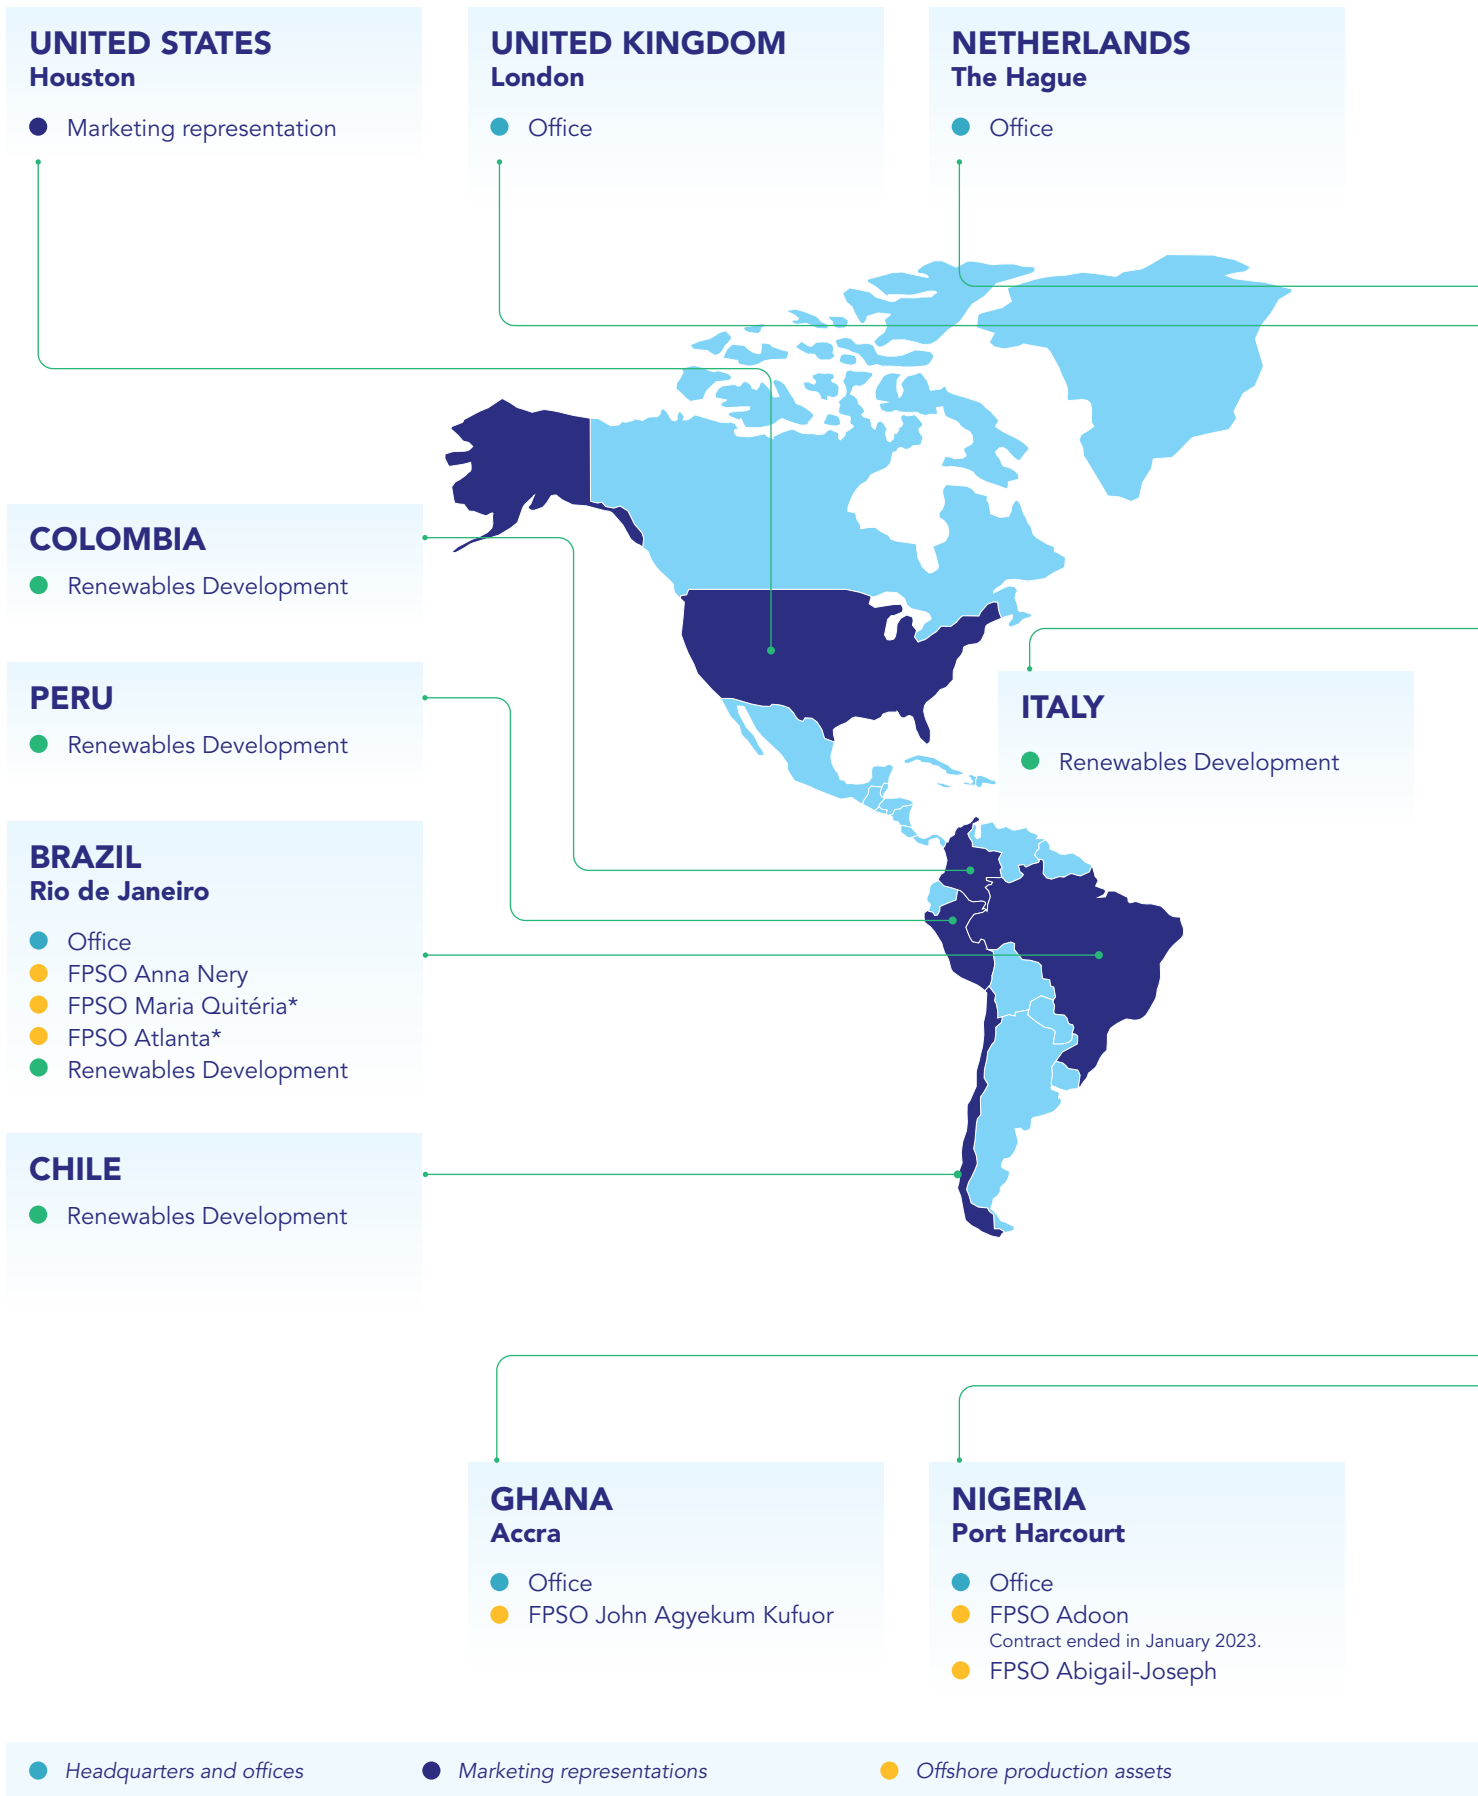 UNITED STATES
Houston
Marketing representation
UNITED KINGDOM
London
Office
NETHERLANDS
The Hague
Office
COLOMBIA
Renewables Development
PERU
Renewables Development
ITALY
Renewables Development
BRAZIL
Rio de Janeiro
Office
FPSO Anna Nery
FPSO Maria Quitéria*
FPSO Atlanta*
Renewables Development
CHILE
Renewables Development
GHANA
Accra
Office
FPSO John Agyekum Kufuor
NIGERIA
Port Harcourt
Office
FPSO Adoon
Contract ended in January 2023.
FPSO Abigail-Joseph
Headquarters and offices
Marketing representations
Offshore production assets